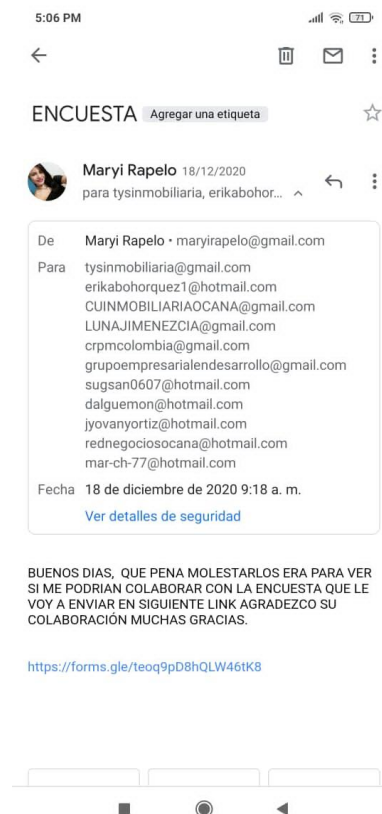 5:06 PM
71
ENCUESTA Agregar una etiqueta
Maryi Rapelo 18/12/2020
para tysinmobiliaria, erikabohor...
De Maryi Rapelo • maryirapelo@gmail.com
Para tysinmobiliaria@gmail.com
erikabohorquez1@hotmail.com
CUINMOBILIARIAOCANA@gmail.com
LUNAJIMENEZCIA@gmail.com
crpmcolombia@gmail.com
grupoempresarialendesarrollo@gmail.com
sugsan0607@hotmail.com
dalguemon@hotmail.com
jyovanyortiz@hotmail.com
rednegociosocana@hotmail.com
mar-ch-77@hotmail.com
Fecha 18 de diciembre de 2020 9:18 a. m.
Ver detalles de seguridad
BUENOS DIAS, QUE PENA MOLESTARLOS ERA PARA VER
SI ME PODRIAN COLABORAR CON LA ENCUESTA QUE LE
VOY A ENVIAR EN SIGUIENTE LINK AGRADEZCO SU
COLABORACIÓN MUCHAS GRACIAS.
https://forms.gle/teoq9pD8hQLW46tK8